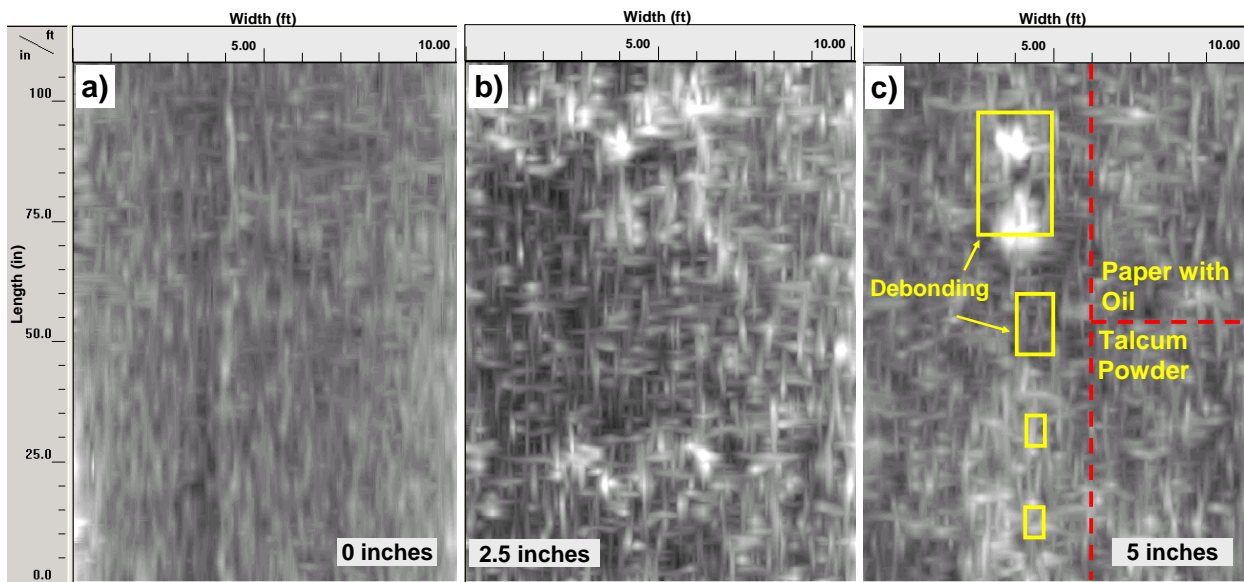 Width (ft)
Width (ft)
Width (ft)
ft
in
5.00
10.00
5.00
10.00
5.00
10.00
a)
b)
c)
100
75.0
50.0
25.0
0.0
Length (in)
Debonding
Paper with
Oil
Talcum
Powder
0 inches
2.5 inches
5 inches